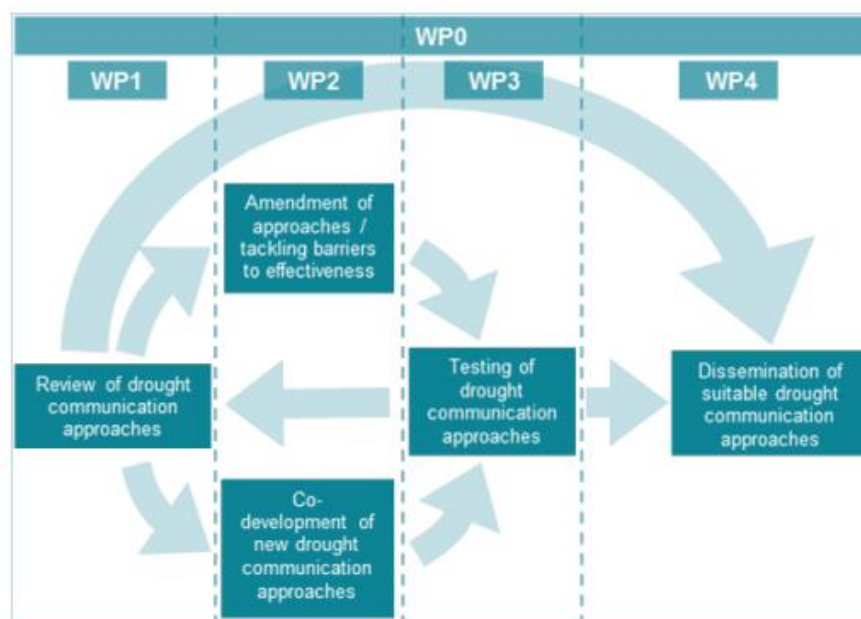 WP0
WP1
WP2
WP3
WP4
Amendment of
approaches /
tackling barriers
to effectiveness
Review of drought
communication
approaches
Testing of
drought
communication
approaches
Dissemination of
suitable drought
communication
approaches
Co-
development of
new drought
communication
approaches